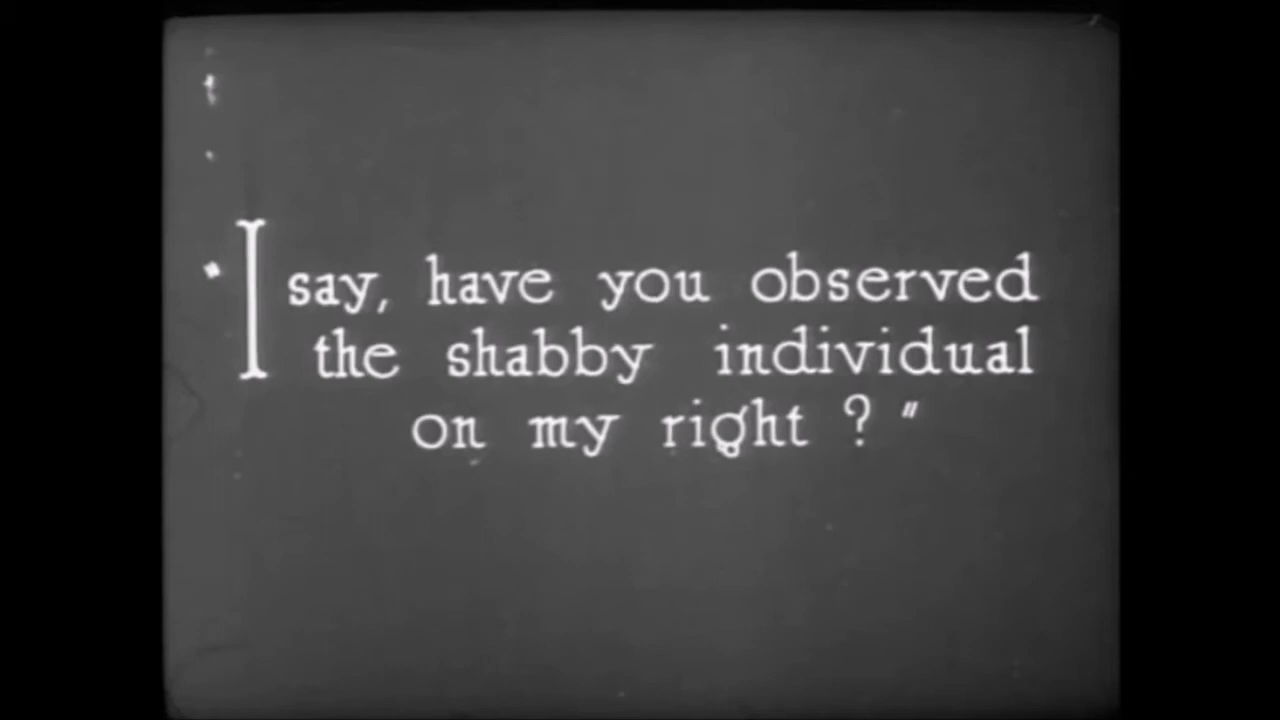 I say, have you observed
the shabby individual
on my right ? "